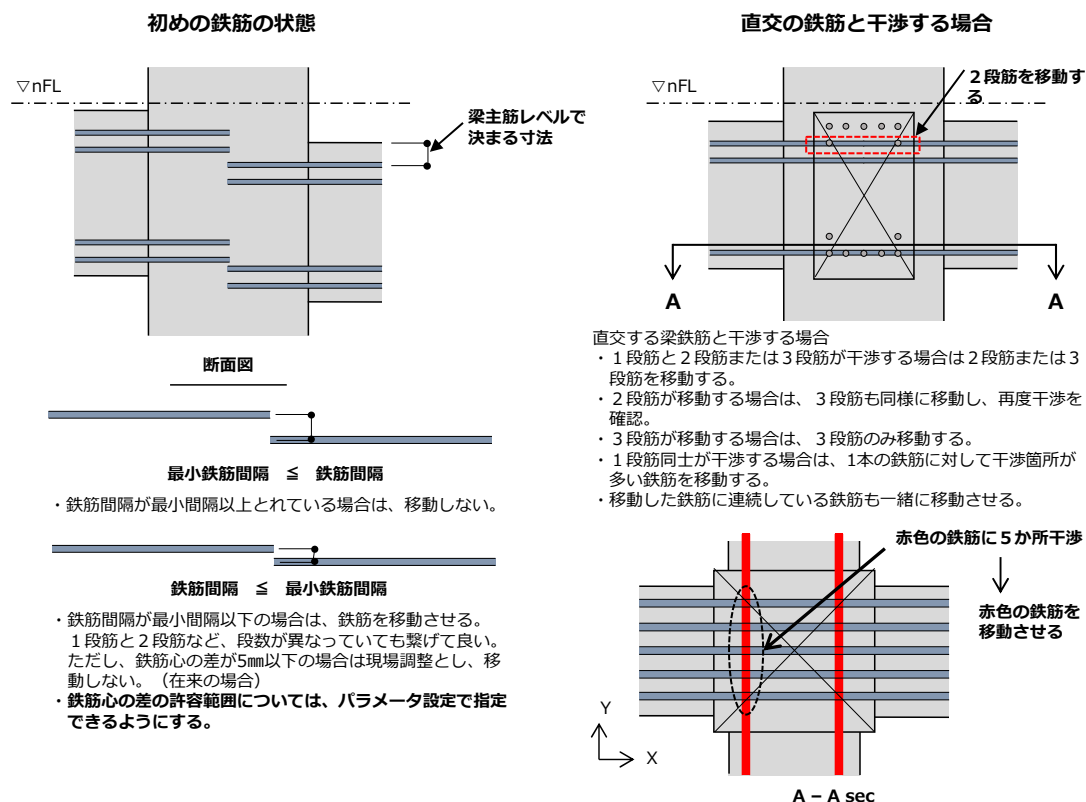 初めの鉄筋の状態
▽nFL
梁主筋レベルで
決まる寸法
断面図
最小鉄筋間隔 ≦ 鉄筋間隔
・鉄筋間隔が最小間隔以上とれている場合は、移動しない。
鉄筋間隔 ≦ 最小鉄筋間隔
・鉄筋間隔が最小間隔以下の場合は、鉄筋を移動させる。
１段筋と２段筋など、段数が異なっていても繋げて良い。
ただし、鉄筋心の差が5㎜以下の場合は現場調整とし、移
動しない。（在来の場合）
・鉄筋心の差の許容範囲については、パラメータ設定で指定
できるようにする。
直交の鉄筋と干渉する場合
▽nFL
２段筋を移動す
る
A
A
直交する梁鉄筋と干渉する場合
・１段筋と２段筋または３段筋が干渉する場合は２段筋または３
段筋を移動する。
・２段筋が移動する場合は、３段筋も同様に移動し、再度干渉を
確認。
・３段筋が移動する場合は、３段筋のみ移動する。
・１段筋同士が干渉する場合は、1本の鉄筋に対して干渉箇所が
多い鉄筋を移動する。
・移動した鉄筋に連続している鉄筋も一緒に移動させる。
赤色の鉄筋に５か所干渉
赤色の鉄筋を
移動させる
Y
X
A – A sec